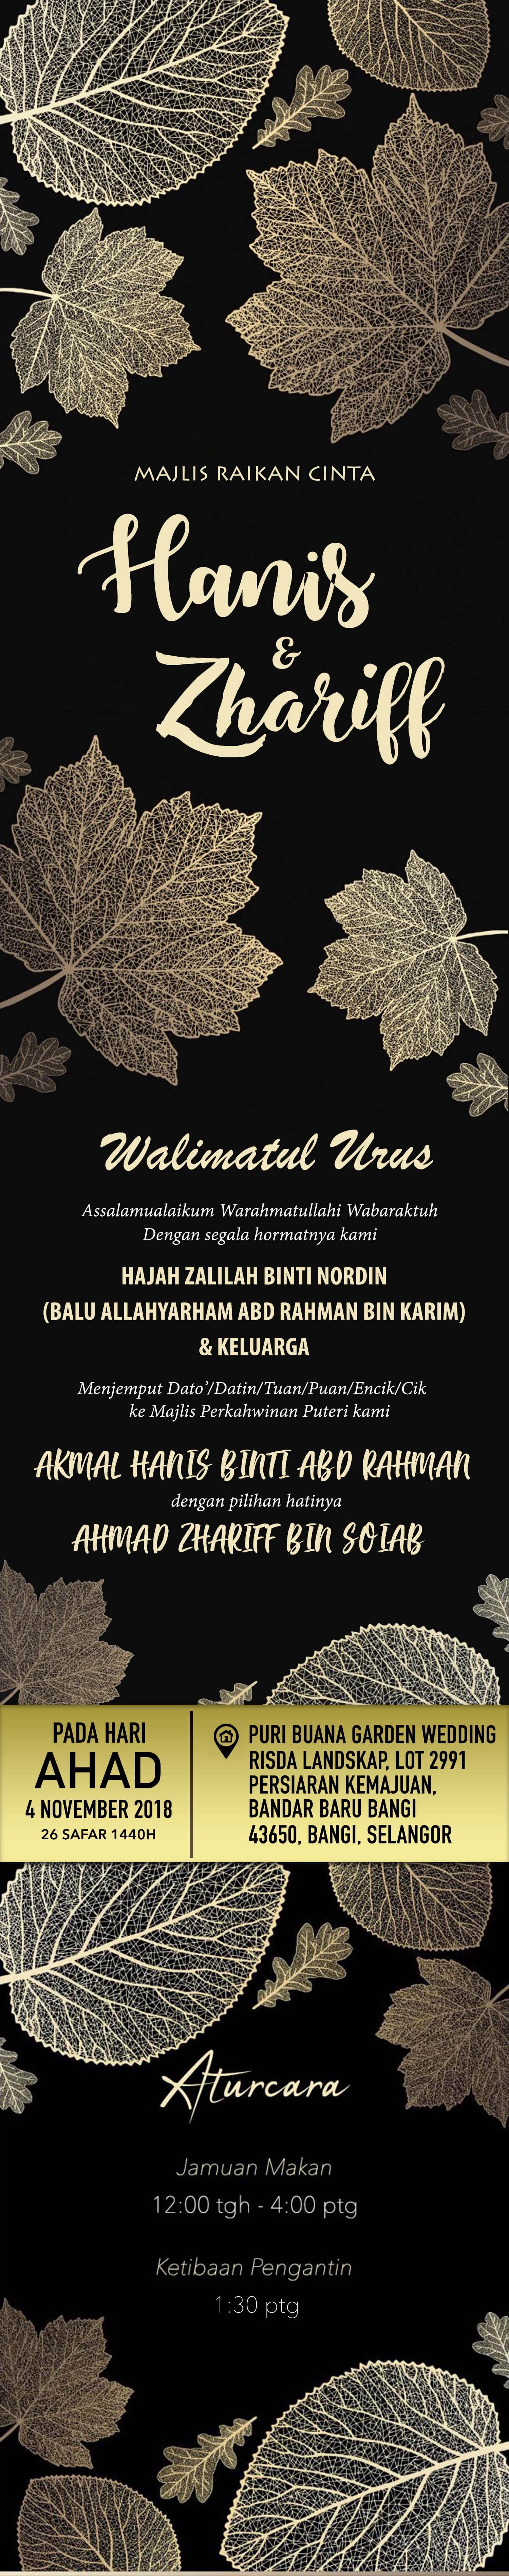 MAJLIS RAIKAN CINTA
Hanis
&
Zhariff
Walimatul Urus
Assalamualaikum Warahmatullahi Wabaraktuh
Dengan segala hormatnya kami
HAJAH ZALILAH BINTI NORDIN
(BALU ALLAHYARHAM ABD RAHMAN BIN KARIM)
& KELUARGA
Menjemput Dato’/Datin/Tuan/Puan/Encik/Cik
ke Majlis Perkahwinan Puteri kami
AKMAL HANIS BINTI ABD RAHMAN
dengan pilihan hatinya
AHMAD ZHARIFF BIN SOIAB
PADA HARI
AHAD
4 NOVEMBER 2018
26 SAFAR 1440H
PURI BUANA GARDEN WEDDING
RISDA LANDSKAP, LOT 2991
PERSIARAN KEMAJUAN,
BANDAR BARU BANGI
43650, BANGI, SELANGOR
Aturcara
Jamuan Makan
12:00 tgh - 4:00 ptg
Ketibaan Pengantin
1:30 ptg